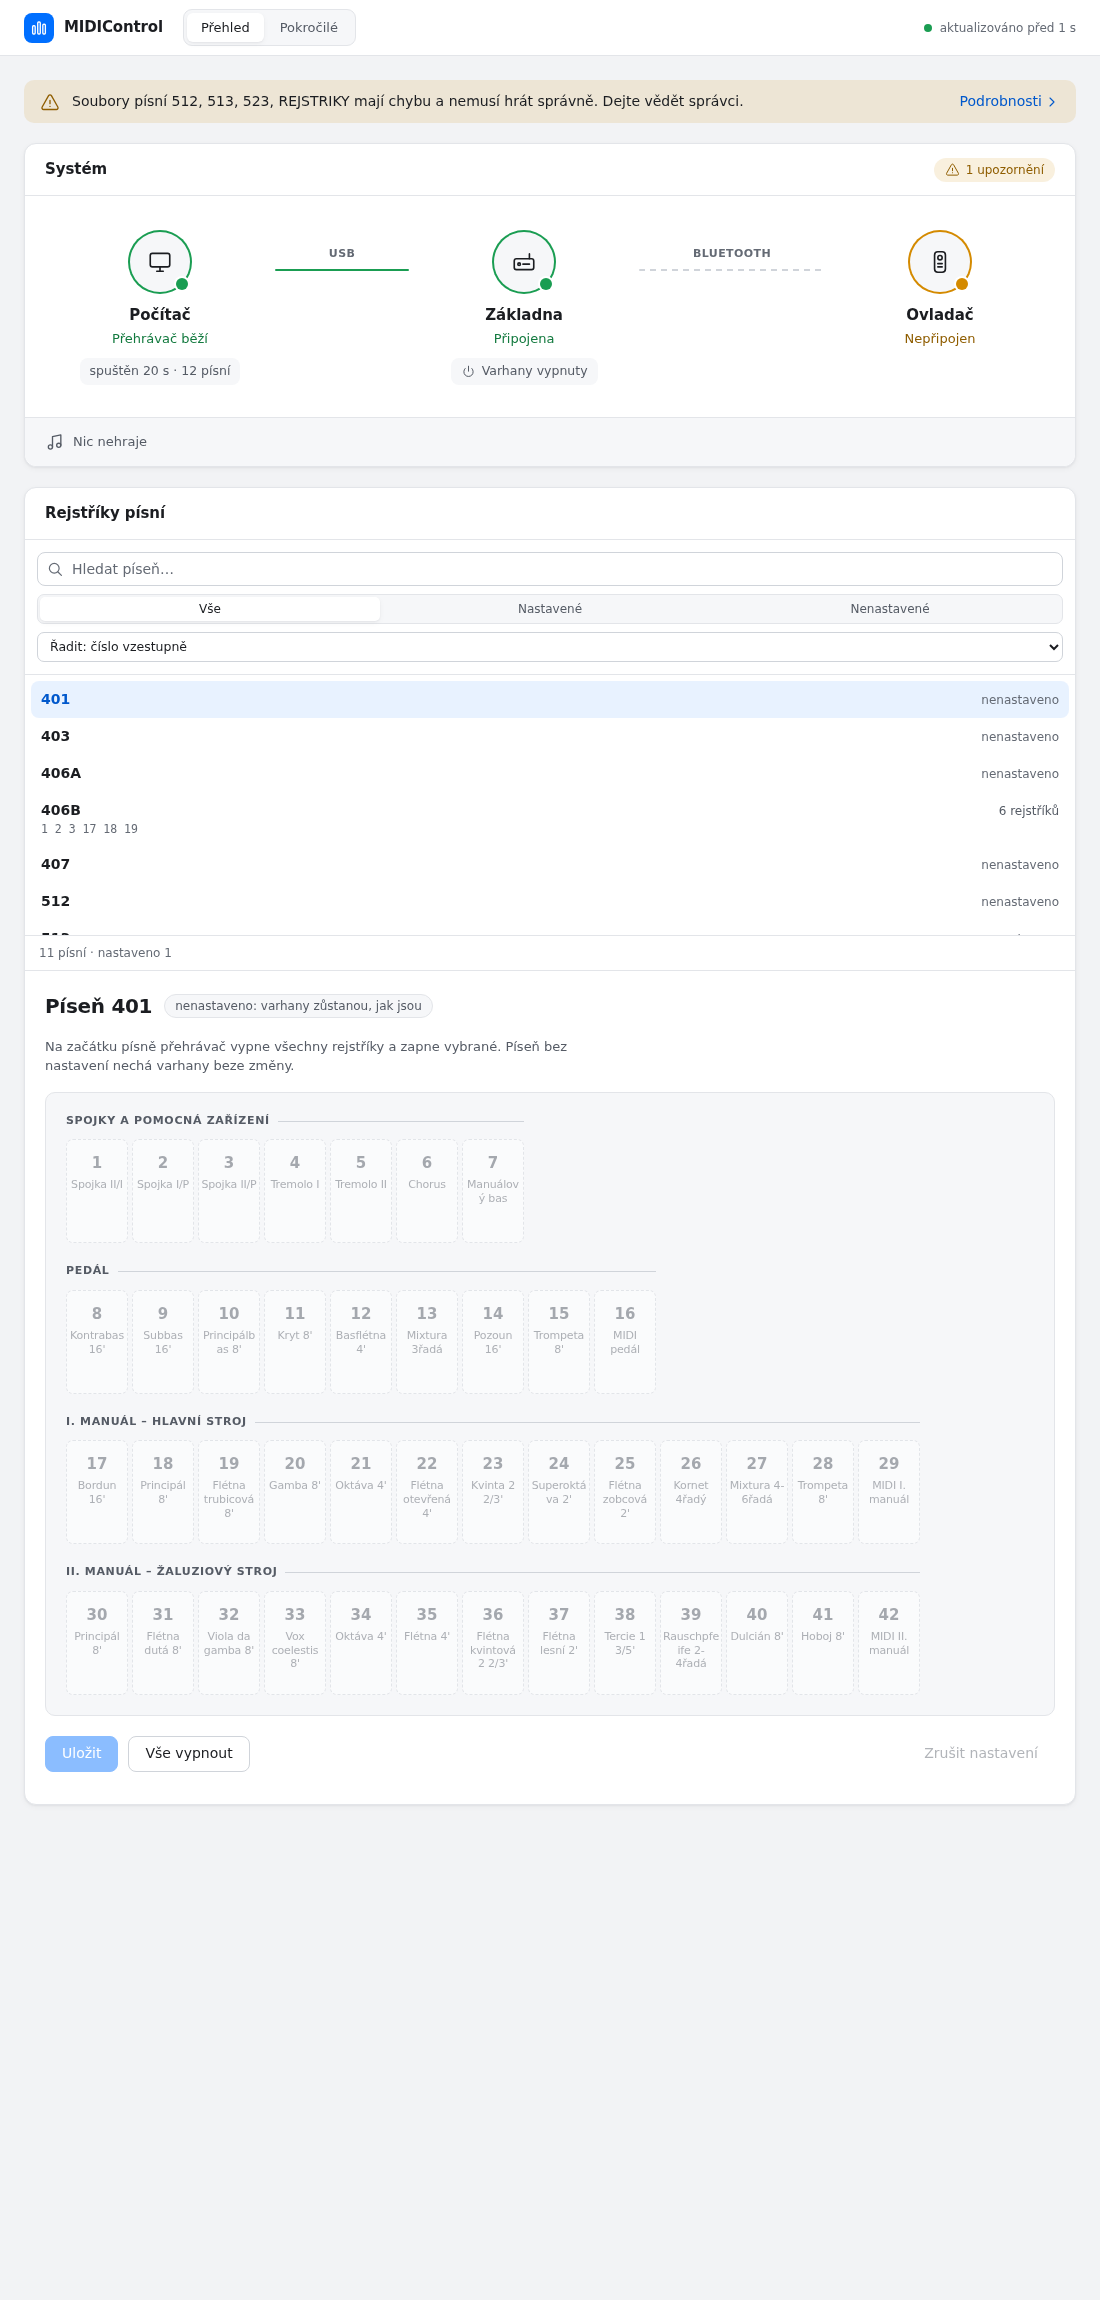 MIDIControl Přehled Pokročilé aktualizováno před 1 s
Soubory písní 512, 513, 523, REJSTRIKY mají chybu a nemusí hrát správně. Dejte vědět správci. Podrobnosti
Systém 1 upozornění
USB BLUETOOTH
Počítač Základna Ovladač
Přehrávač běží Připojena Nepřipojen
spuštěn 20 s · 12 písní Varhany vypnuty
Nic nehraje
Rejstříky písní
Hledat píseň…
Vše Nastavené Nenastavené
Řadit: číslo vzestupně
401 nenastaveno
403 nenastaveno
406A nenastaveno
406B 6 rejstříků
1 2 3 17 18 19
407 nenastaveno
512 nenastaveno
11 písní · nastaveno 1
Píseň 401 nenastaveno: varhany zůstanou, jak jsou
Na začátku písně přehrávač vypne všechny rejstříky a zapne vybrané. Píseň bez
nastavení nechá varhany beze změny.
SPOJKY A POMOCNÁ ZAŘÍZENÍ
1 2 3 4 5 6 7
Spojka II/I Spojka I/P Spojka II/P Tremolo I Tremolo II Chorus Manuálov
ý bas
PEDÁL
8 9 10 11 12 13 14 15 16
Kontrabas Subbas Principálb Kryt 8' Basflétna Mixtura Pozoun Trompeta MIDI
16' 16' as 8' 4' 3řadá 16' 8' pedál
I. MANUÁL – HLAVNÍ STROJ
17 18 19 20 21 22 23 24 25 26 27 28 29
Bordun Principál Flétna Gamba 8' Oktáva 4' Flétna Kvinta 2 Superoktá Flétna Kornet Mixtura 4- Trompeta MIDI I.
16' 8' trubicová otevřená 2/3' va 2' zobcová 4řadý 6řadá 8' manuál
8' 4' 2'
II. MANUÁL – ŽALUZIOVÝ STROJ
30 31 32 33 34 35 36 37 38 39 40 41 42
Principál Flétna Viola da Vox Oktáva 4' Flétna 4' Flétna Flétna Tercie 1 Rauschpfe Dulcián 8' Hoboj 8' MIDI II.
8' dutá 8' gamba 8' coelestis kvintová lesní 2' 3/5' ife 2- manuál
8' 2 2/3' 4řadá
Uložit Vše vypnout Zrušit nastavení